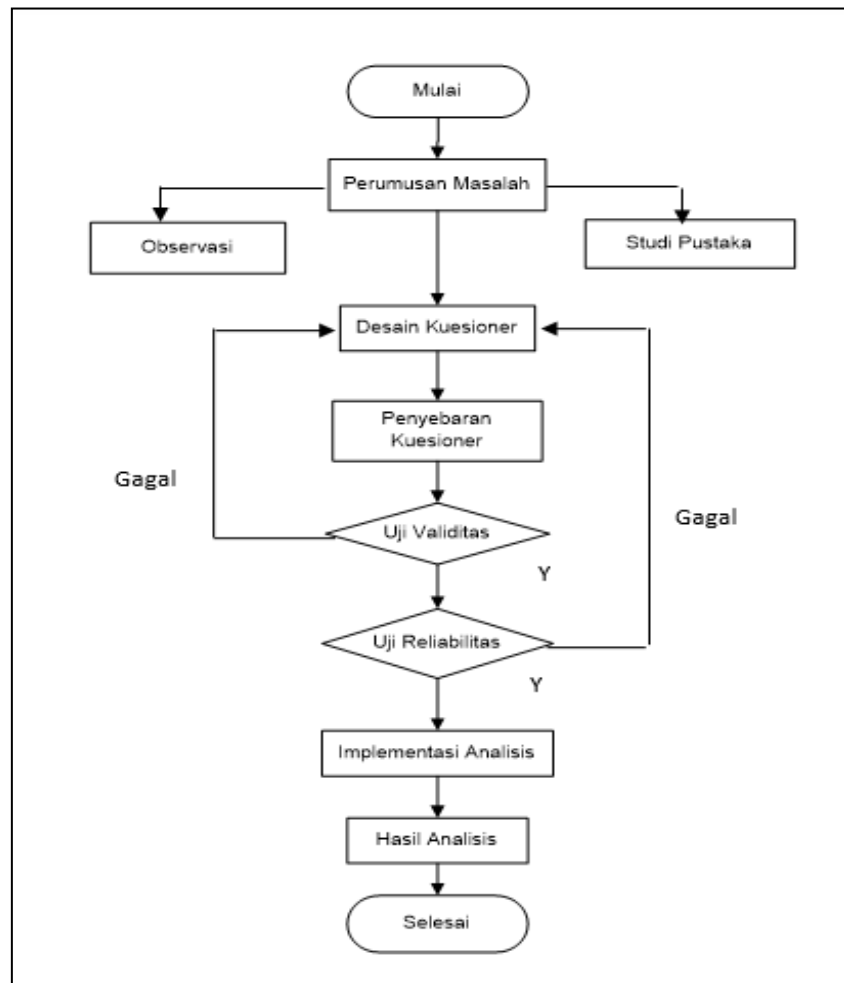 Mulai
Perumusan Masalah
Observasi
Studi Pustaka
Desain Kuesioner
Penyebaran
Kuesioner
Gagal
Gagal
Uji Validitas
Y
Uji Reliabilitas
Y
Implementasi Analisis
Hasil Analisis
Selesai